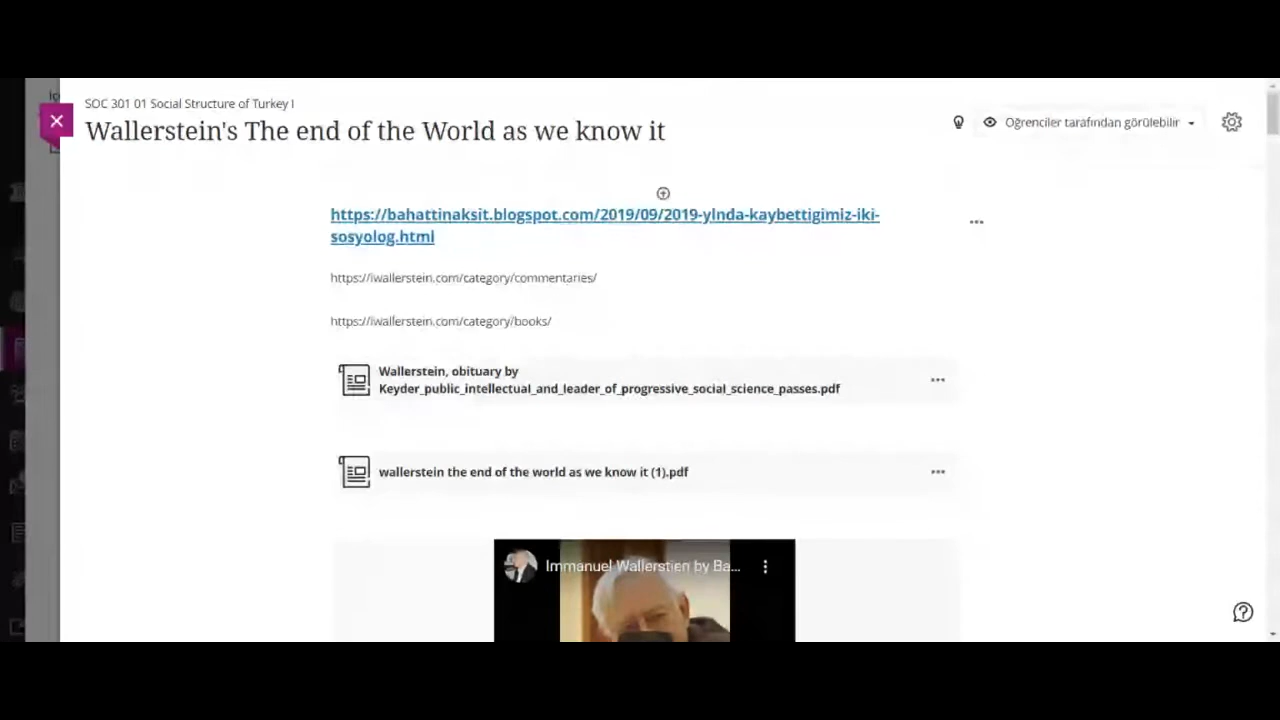 SOC 301 01 Social Structure of Turkey I
Wallerstein's The end of the World as we know it
Öğrenciler tarafından görülebilir
https://bahattinaksit.blogspot.com/2019/09/2019-ylnda-kaybettigimiz-iki-
sosyolog.html
https://iwallerstein.com/category/commentaries/
https://iwallerstein.com/category/books/
Wallerstein, obituary by
Keyder_public_intellectual_and_leader_of_progressive_social_science_passes.pdf
wallerstein the end of the world as we know it (1).pdf
Immanuel Wallerstien by Ba...